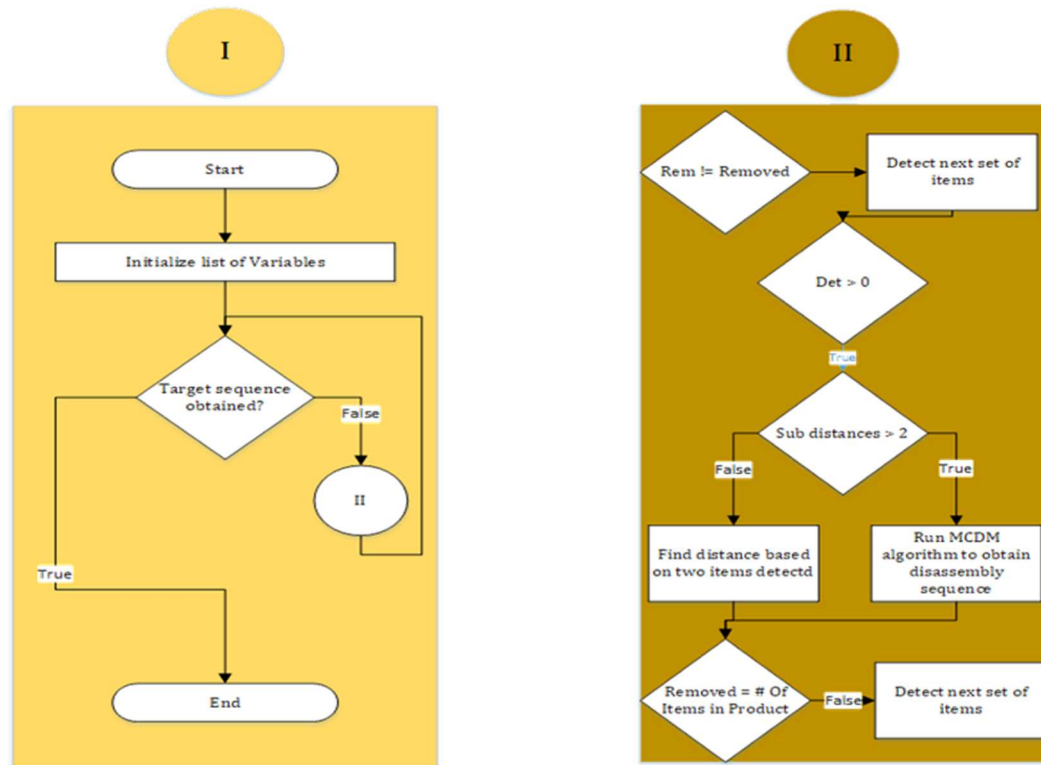 I
Start
Initialize list of Variables
Target sequence
obtained?
False
II
True
End
II
Rem != Removed
Detect next set of
items
Det > 0
True
Sub distances > 2
False
True
Find distance based
on two items detectd
Run MCDM
algorithm to obtain
disassembly
sequence
Removed = # Of
Items in Product
False
Detect next set of
items